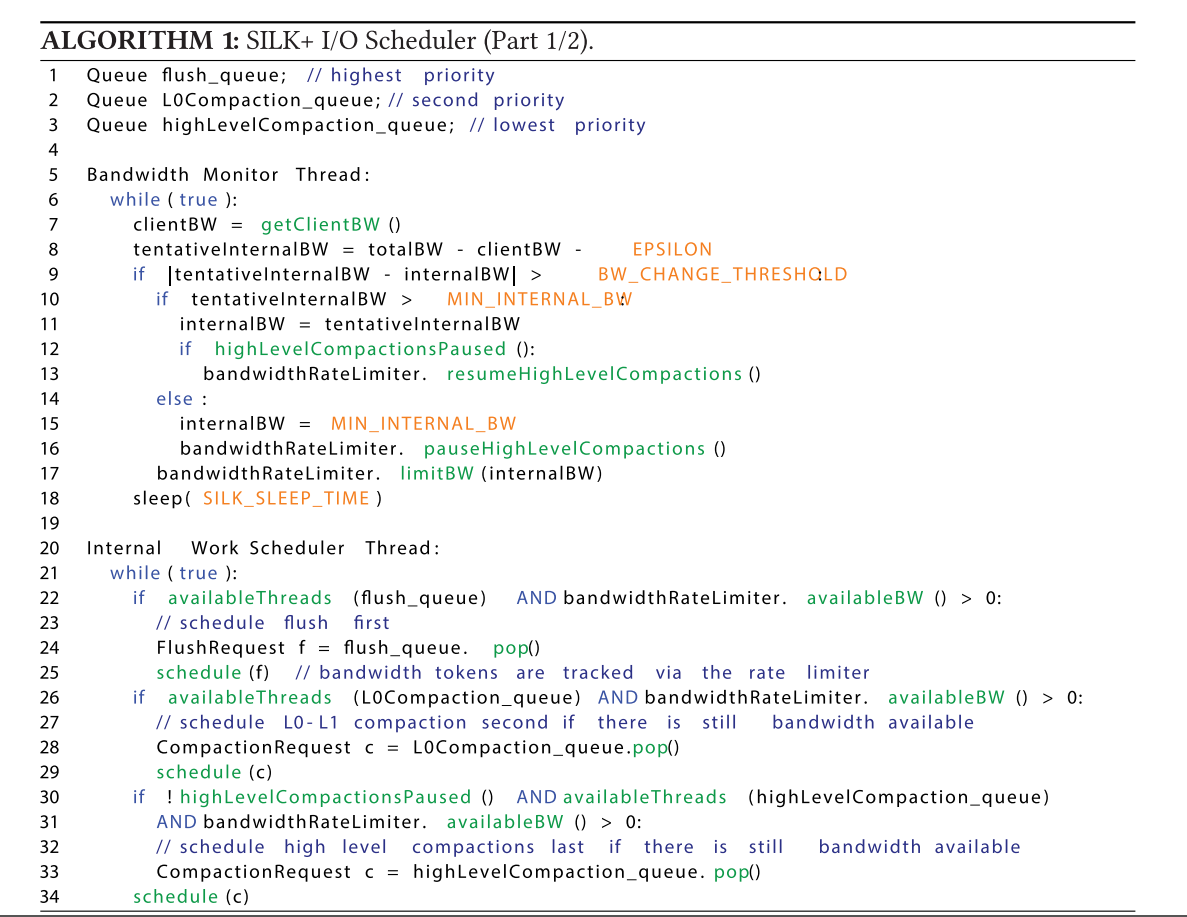 ALGORITHM 1: SILK+ I/O Scheduler (Part 1/2).
1 Queue flush_queue; // highest priority
2 Queue L0Compaction_queue; // second priority
3 Queue highLevelCompaction_queue; // lowest priority
4
5 Bandwidth Monitor Thread:
6 while(true):
7 clientBW = getClientBW()
8 tentativeInternalBW = totalBW - clientBW - EPSILON
9 if |tentativeInternalBW - internalBW| > BW_CHANGE_THRESHOLD:
10 if tentativeInternalBW > MIN_INTERNAL_BW:
11 internalBW = tentativeInternalBW
12 if highLevelCompactionsPaused():
13 bandwidthRateLimiter.resumeHighLevelCompactions()
14 else:
15 internalBW = MIN_INTERNAL_BW
16 bandwidthRateLimiter.pauseHighLevelCompactions()
17 bandwidthRateLimiter.limitBW(internalBW)
18 sleep(SILK_SLEEP_TIME)
19
20 Internal Work Scheduler Thread:
21 while(true):
22 if availableThreads(flush_queue) AND bandwidthRateLimiter.availableBW() > 0:
23 // schedule flush first
24 FlushRequest f = flush_queue.pop()
25 schedule(f) // bandwidth tokens are tracked via the rate limiter
26 if availableThreads(L0Compaction_queue) AND bandwidthRateLimiter.availableBW() > 0:
27 // schedule L0-L1 compaction second if there is still bandwidth available
28 CompactionRequest c = L0Compaction_queue.pop()
29 schedule(c)
30 if !highLevelCompactionsPaused() AND availableThreads(highLevelCompaction_queue)
31 AND bandwidthRateLimiter.availableBW() > 0:
32 // schedule high level compactions last if there is still bandwidth available
33 CompactionRequest c = highLevelCompaction_queue.pop()
34 schedule(c)